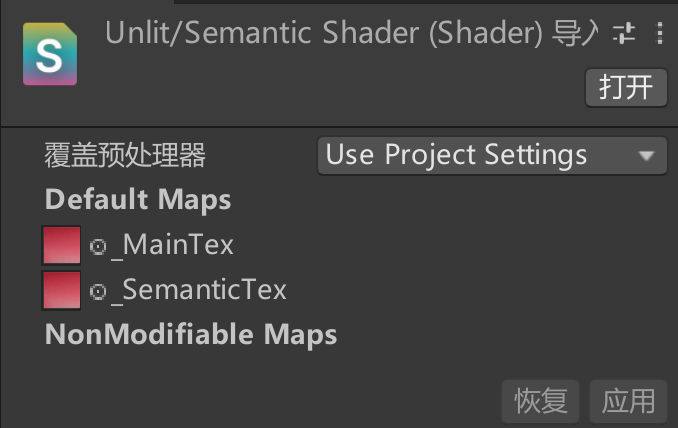 S
Unlit/Semantic Shader (Shader) 导入
打开
覆盖预处理器 Use Project Settings
Default Maps
_MainTex
_SemanticTex
NonModifiable Maps
恢复 应用